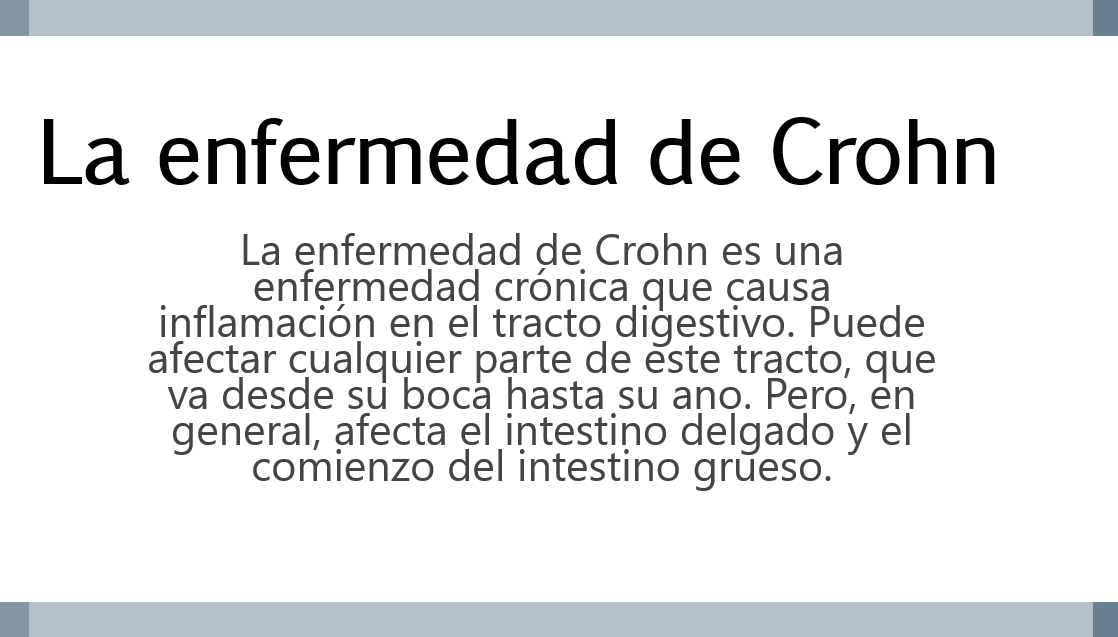 La enfermedad de Crohn
La enfermedad de Crohn es una
enfermedad crónica que causa
inflamación en el tracto digestivo. Puede
afectar cualquier parte de este tracto, que
va desde su boca hasta su ano. Pero, en
general, afecta el intestino delgado y el
comienzo del intestino grueso.